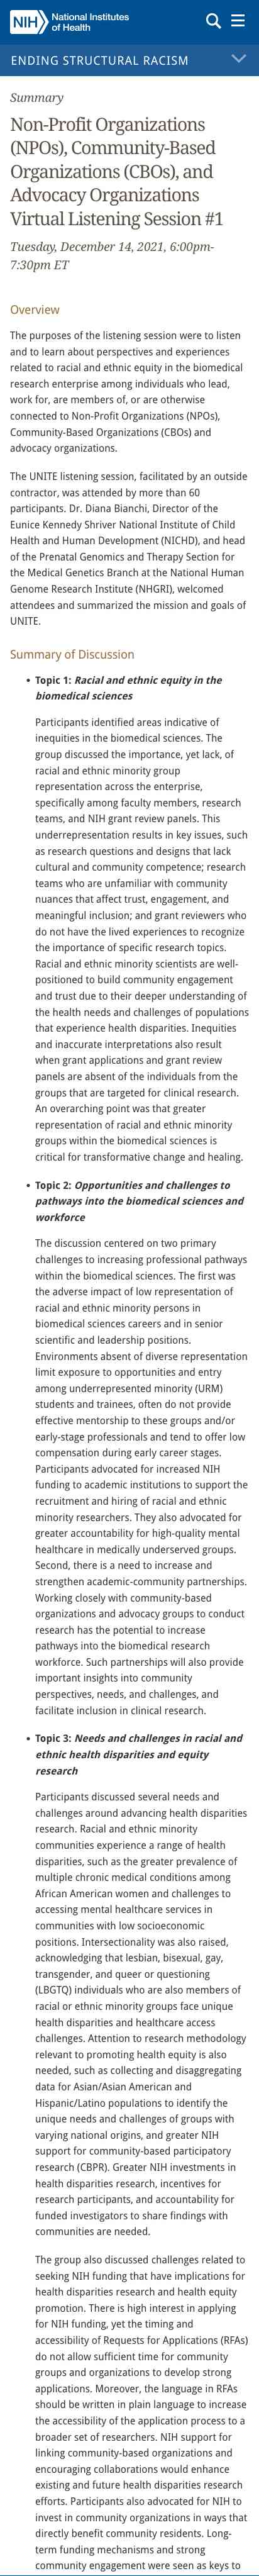 NIH National Institutes
of Health
ENDING STRUCTURAL RACISM
Summary
Non-Profit Organizations
(NPOs), Community-Based
Organizations (CBOs), and
Advocacy Organizations
Virtual Listening Session #1
Tuesday, December 14, 2021, 6:00pm-
7:30pm ET
Overview
The purposes of the listening session were to listen
and to learn about perspectives and experiences
related to racial and ethnic equity in the biomedical
research enterprise among individuals who lead,
work for, are members of, or are otherwise
connected to Non-Profit Organizations (NPOs),
Community-Based Organizations (CBOs) and
advocacy organizations.
The UNITE listening session, facilitated by an outside
contractor, was attended by more than 60
participants. Dr. Diana Bianchi, Director of the
Eunice Kennedy Shriver National Institute of Child
Health and Human Development (NICHD), and head
of the Prenatal Genomics and Therapy Section for
the Medical Genetics Branch at the National Human
Genome Research Institute (NHGRI), welcomed
attendees and summarized the mission and goals of
UNITE.
Summary of Discussion
• Topic 1: Racial and ethnic equity in the
biomedical sciences
Participants identified areas indicative of
inequities in the biomedical sciences. The
group discussed the importance, yet lack, of
racial and ethnic minority group
representation across the enterprise,
specifically among faculty members, research
teams, and NIH grant review panels. This
underrepresentation results in key issues, such
as research questions and designs that lack
cultural and community competence; research
teams who are unfamiliar with community
nuances that affect trust, engagement, and
meaningful inclusion; and grant reviewers who
do not have the lived experiences to recognize
the importance of specific research topics.
Racial and ethnic minority scientists are well-
positioned to build community engagement
and trust due to their deeper understanding of
the health needs and challenges of populations
that experience health disparities. Inequities
and inaccurate interpretations also result
when grant applications and grant review
panels are absent of the individuals from the
groups that are targeted for clinical research.
An overarching point was that greater
representation of racial and ethnic minority
groups within the biomedical sciences is
critical for transformative change and healing.
• Topic 2: Opportunities and challenges to
pathways into the biomedical sciences and
workforce
The discussion centered on two primary
challenges to increasing professional pathways
within the biomedical sciences. The first was
the adverse impact of low representation of
racial and ethnic minority persons in
biomedical sciences careers and in senior
scientific and leadership positions.
Environments absent of diverse representation
limit exposure to opportunities and entry
among underrepresented minority (URM)
students and trainees, often do not provide
effective mentorship to these groups and/or
early-stage professionals and tend to offer low
compensation during early career stages.
Participants advocated for increased NIH
funding to academic institutions to support the
recruitment and hiring of racial and ethnic
minority researchers. They also advocated for
greater accountability for high-quality mental
healthcare in medically underserved groups.
Second, there is a need to increase and
strengthen academic-community partnerships.
Working closely with community-based
organizations and advocacy groups to conduct
research has the potential to increase
pathways into the biomedical research
workforce. Such partnerships will also provide
important insights into community
perspectives, needs, and challenges, and
facilitate inclusion in clinical research.
• Topic 3: Needs and challenges in racial and
ethnic health disparities and equity
research
Participants discussed several needs and
challenges around advancing health disparities
research. Racial and ethnic minority
communities experience a range of health
disparities, such as the greater prevalence of
multiple chronic medical conditions among
African American women and challenges to
accessing mental healthcare services in
communities with low socioeconomic
positions. Intersectionality was also raised,
acknowledging that lesbian, bisexual, gay,
transgender, and queer or questioning
(LBGTQ) individuals who are also members of
racial or ethnic minority groups face unique
health disparities and healthcare access
challenges. Attention to research methodology
relevant to promoting health equity is also
needed, such as collecting and disaggregating
data for Asian/Asian American and
Hispanic/Latino populations to identify the
unique needs and challenges of groups with
varying national origins, and greater NIH
support for community-based participatory
research (CBPR). Greater NIH investments in
health disparities research, incentives for
research participants, and accountability for
funded investigators to share findings with
communities are needed.
The group also discussed challenges related to
seeking NIH funding that have implications for
health disparities research and health equity
promotion. There is high interest in applying
for NIH funding, yet the timing and
accessibility of Requests for Applications (RFAs)
do not allow sufficient time for community
groups and organizations to develop strong
applications. Moreover, the language in RFAs
should be written in plain language to increase
the accessibility of the application process to a
broader set of researchers. NIH support for
linking community-based organizations and
encouraging collaborations would enhance
existing and future health disparities research
efforts. Participants also advocated for NIH to
invest in community organizations in ways that
directly benefit community residents. Long-
term funding mechanisms and strong
community engagement were seen as keys to